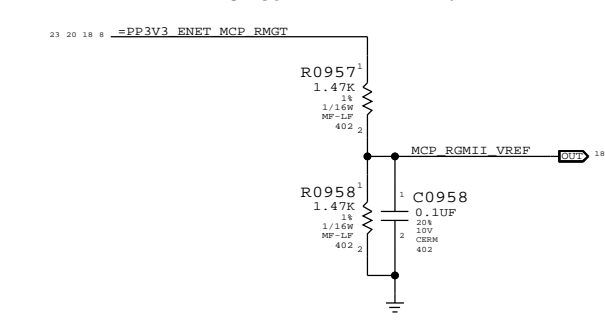 23 20 18 8 =PP3V3_ENET_MCP_RMGT
R0957 1
1.47K
1%
1/16W
MF-LF
402 2
MCP_RGMII_VREF OUT 18
R0958 1
1.47K
1%
1/16W
MF-LF
402 2
1 C0958
0.1UF
20%
10V
2 CERM
402